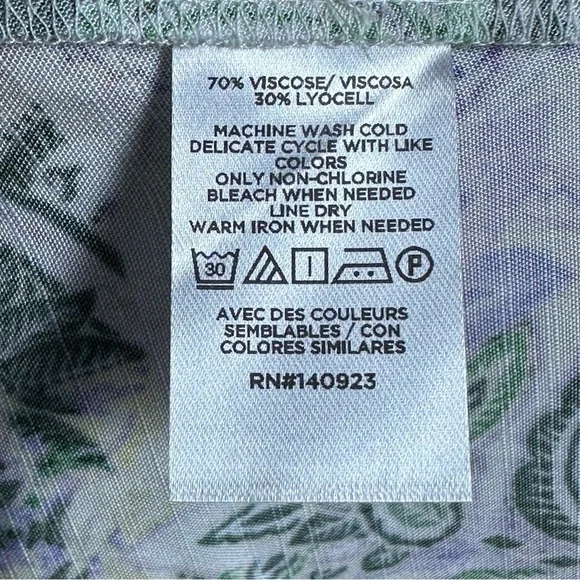 70% VISCOSE/ VISCOSA
30% LYOCELL
MACHINE WASH COLD
DELICATE CYCLE WITH LIKE
COLORS
ONLY NON-CHLORINE
BLEACH WHEN NEEDED
LINE DRY
WARM IRON WHEN NEEDED
30 P
AVEC DES COULEURS
SEMBLABLES / CON
COLORES SIMILARES
RN#140923